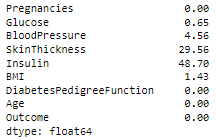 Pregnancies 0.00
Glucose 0.65
BloodPressure 4.56
SkinThickness 29.56
Insulin 48.70
BMI 1.43
DiabetesPedigreeFunction 0.00
Age 0.00
Outcome 0.00
dtype: float64